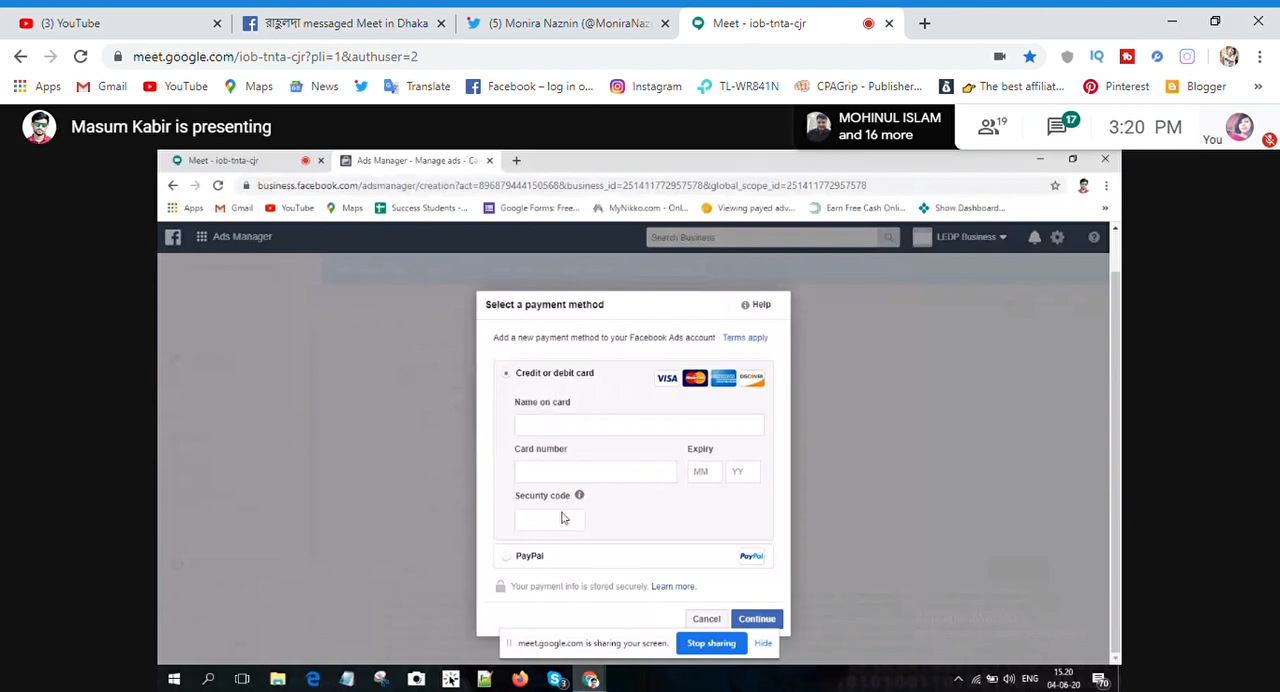 (3) YouTube
রাহুলদা messaged Meet in Dhaka
(5) Monira Naznin (@MoniraNaz
Meet - iob-tnta-cjr
meet.google.com/iob-tnta-cjr?pli=1&authuser=2
Apps
Gmail
YouTube
Maps
News
Translate
Facebook – log in o...
Instagram
TL-WR841N
CPAGrip - Publisher...
The best affiliat...
Pinterest
Blogger
Masum Kabir is presenting
MOHINUL ISLAM
and 16 more
19
17
3:20 PM
You
Meet - iob-tnta-cjr
Ads Manager - Manage ads - Ca
business.facebook.com/adsmanager/creation?act=896879444150568&business_id=251411772957578&global_scope_id=251411772957578
Apps
Gmail
YouTube
Maps
Success Students -...
Google Forms: Free...
MyNikko.com - Onl...
Viewing payed adv...
Earn Free Cash Onli...
Show Dashboard...
Ads Manager
Search Business
LEDP Business
Select a payment method
Help
Add a new payment method to your Facebook Ads account · Terms apply
Credit or debit card
VISA
DISCOVER
Name on card
Card number
Expiry
MM
YY
Security code
PayPal
PayPal
Your payment info is stored securely. Learn more.
Cancel
Continue
meet.google.com is sharing your screen.
Stop sharing
Hide
3
ENG
15.20
04-06-20
70